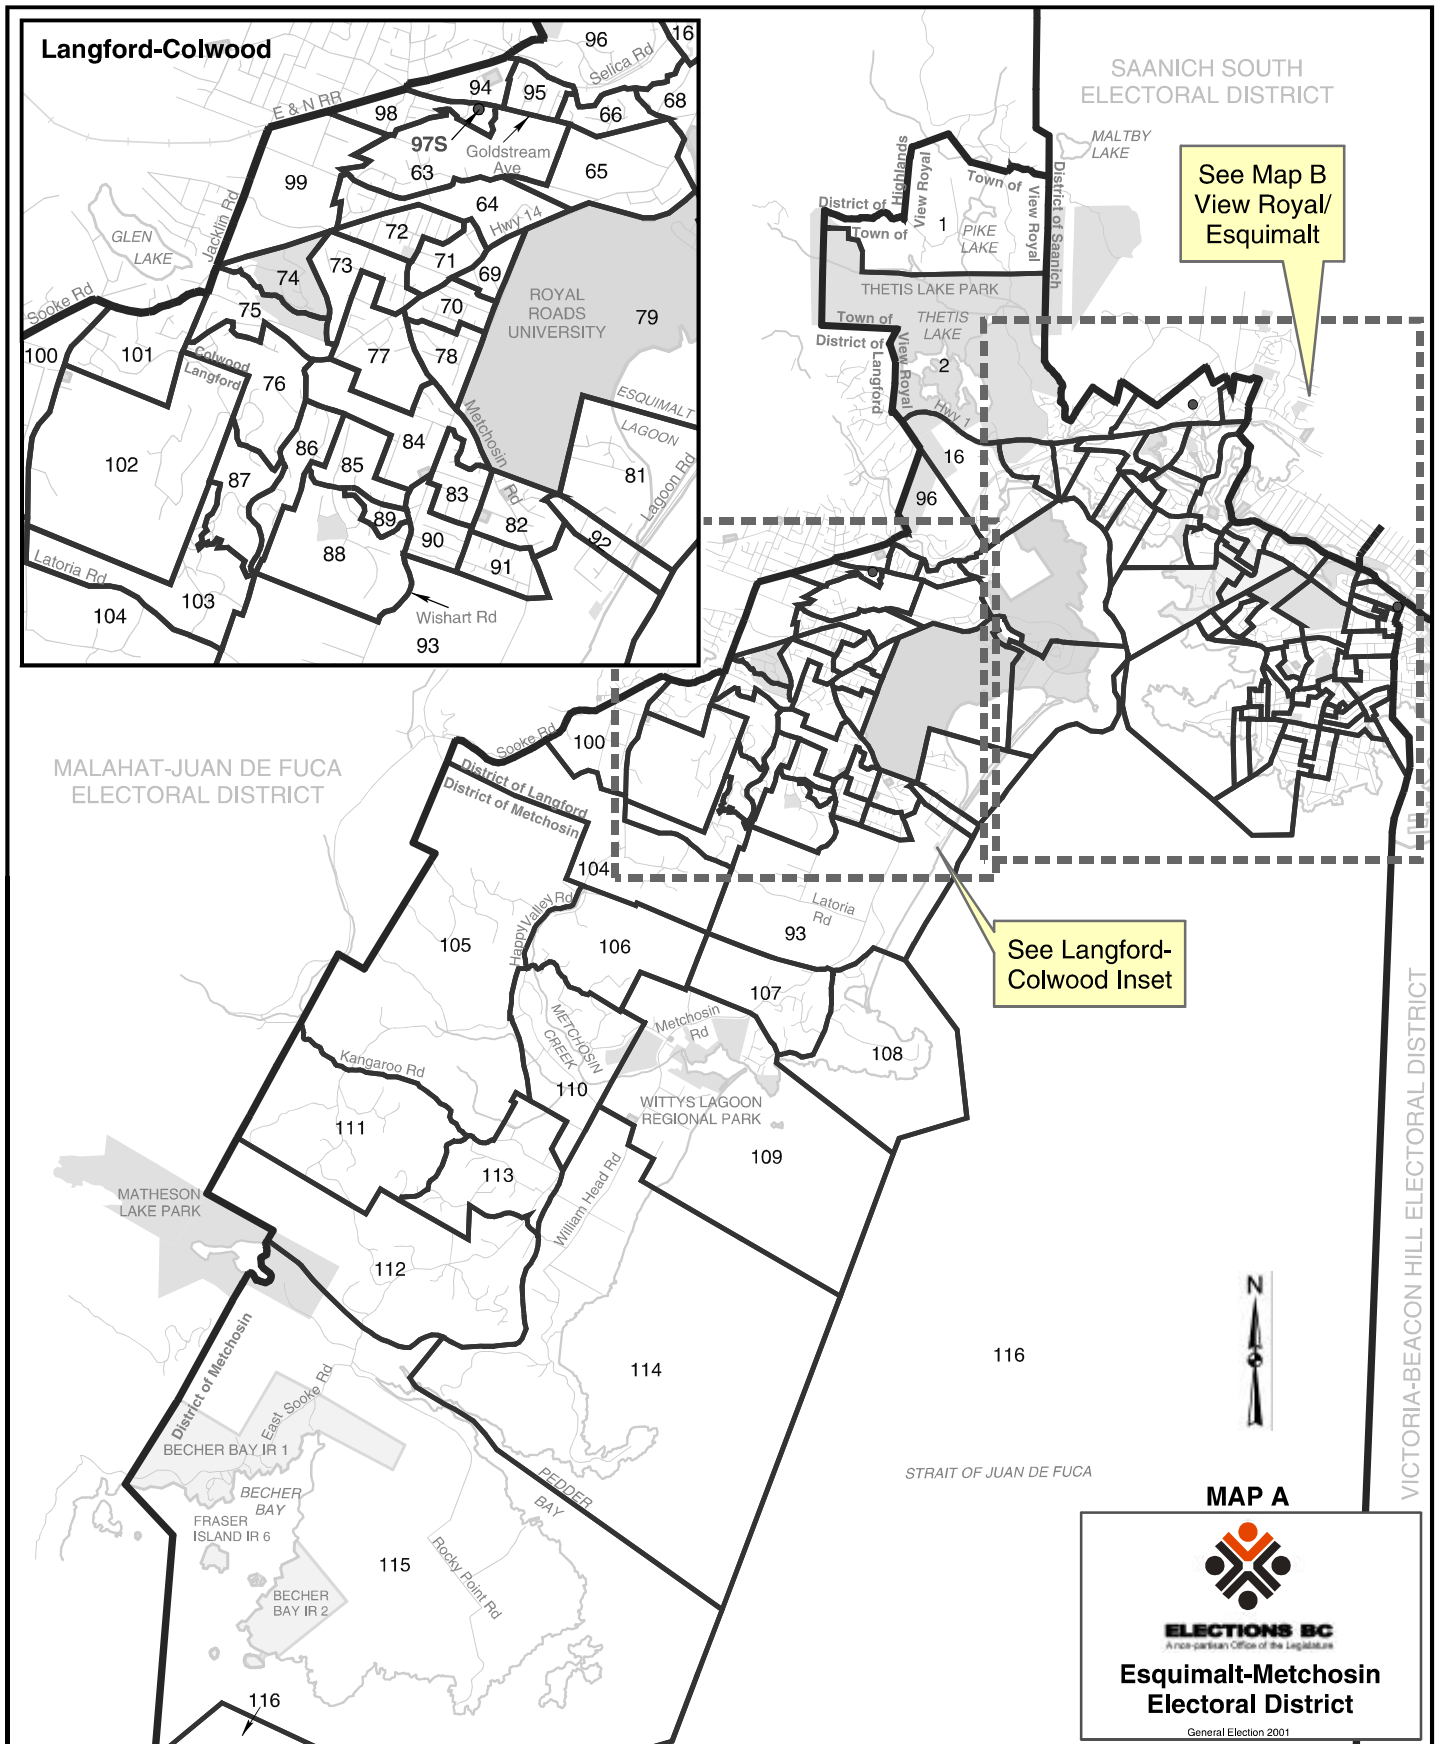 Langford-Colwood
96
16
Selica Rd
94
95
68
E & N RR
98
66
97S
Goldstream
Ave
63
65
99
64
Hwy 14
72
Jacklin Rd
GLEN
LAKE
71
73
69
74
ROYAL
ROADS
UNIVERSITY
79
70
75
Sooke Rd
78
100
101
Colwood
Langford
77
76
ESQUIMALT
LAGOON
Metchosin Rd
84
86
102
85
81
87
Lagoon Rd
83
89
82
92
88
90
91
Latoria Rd
103
104
Wishart Rd
93
SAANICH SOUTH
ELECTORAL DISTRICT
MALTBY
LAKE
See Map B
View Royal/
Esquimalt
Highlands
View Royal
Town of
View Royal
District of Saanich
District of
Town of
1
PIKE
LAKE
THETIS LAKE PARK
Town of
District of
Langford
View Royal
THETIS
LAKE
2
Hwy 1
16
96
Sooke Rd
100
District of Langford
District of Metchosin
MALAHAT-JUAN DE FUCA
ELECTORAL DISTRICT
104
Happy Valley Rd
Latoria
Rd
93
105
106
See Langford-
Colwood Inset
107
METCHOSIN
CREEK
Metchosin
Rd
108
Kangaroo Rd
110
WITTYS LAGOON
REGIONAL PARK
111
109
113
William Head Rd
MATHESON
LAKE PARK
112
VICTORIA-BEACON HILL ELECTORAL DISTRICT
N
District of Metchosin
114
116
East Sooke Rd
BECHER BAY IR 1
BECHER
BAY
PEDDER
BAY
STRAIT OF JUAN DE FUCA
FRASER
ISLAND IR 6
115
Rocky Point Rd
BECHER
BAY IR 2
116
MAP A
ELECTIONS BC
A non-partisan Office of the Legislature
Esquimalt-Metchosin
Electoral District
General Election 2001